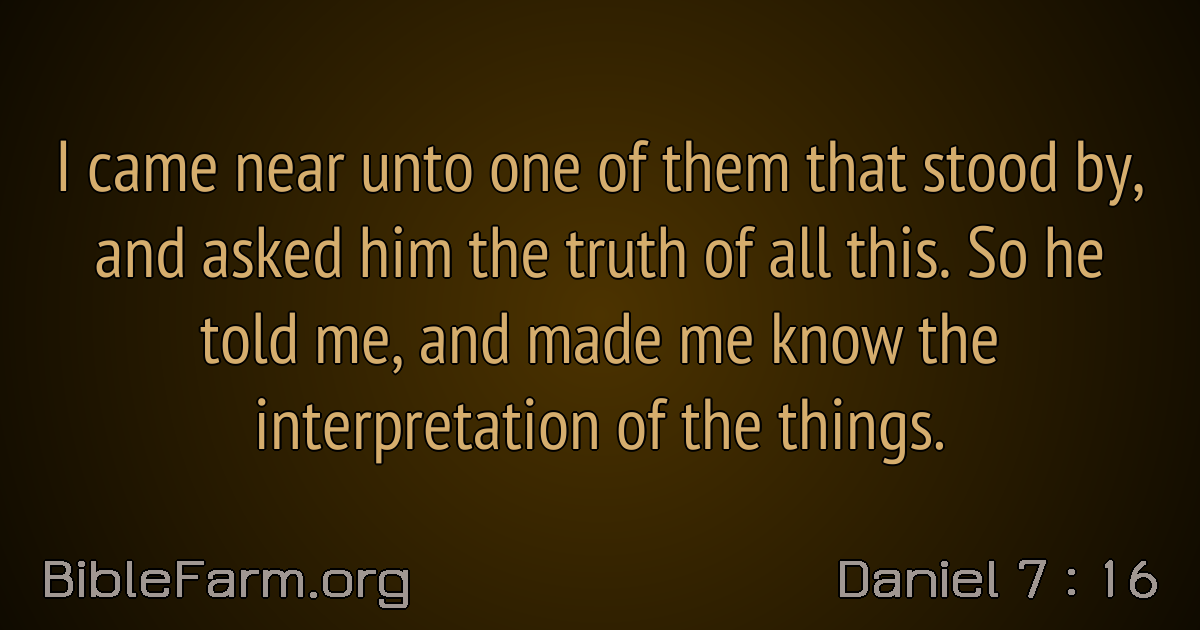 I came near unto one of them that stood by,
and asked him the truth of all this. So he
told me, and made me know the
interpretation of the things.
BibleFarm.org
Daniel 7 : 16